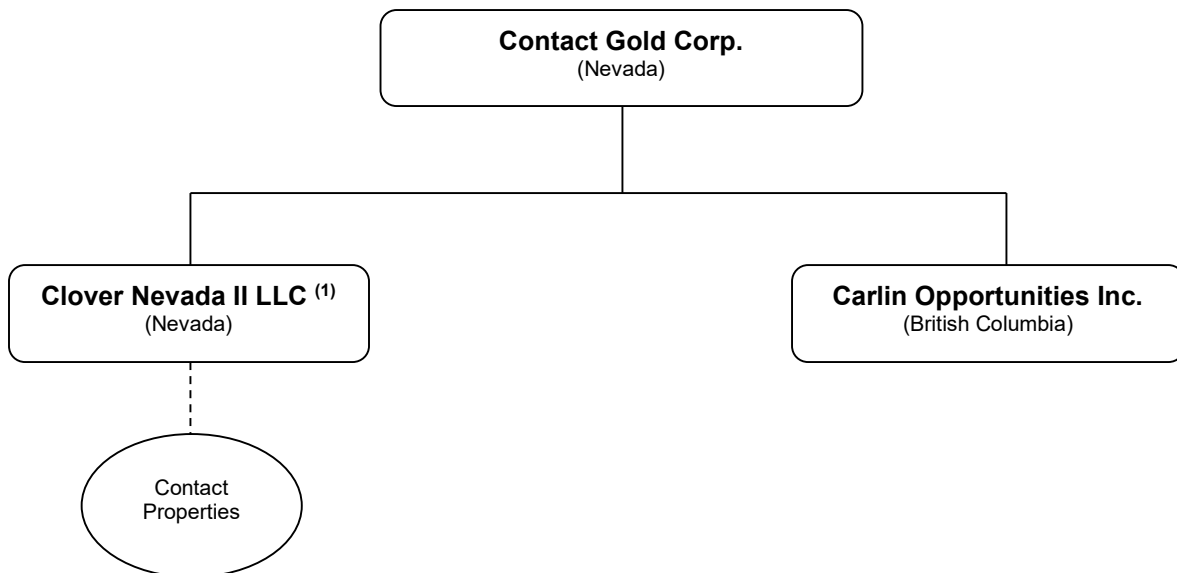 Contact Gold Corp.
(Nevada)
Clover Nevada II LLC (1)
(Nevada)
Carlin Opportunities Inc.
(British Columbia)
Contact
Properties